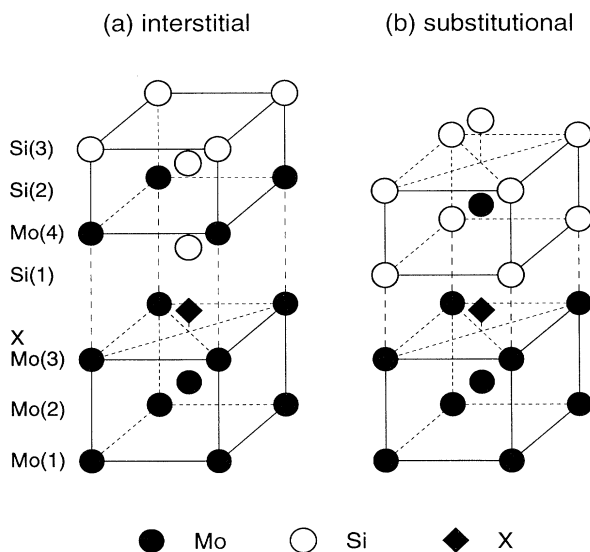 (a) interstitial
(b) substitutional
Si(3)
Si(2)
Mo(4)
Si(1)
X
Mo(3)
Mo(2)
Mo(1)
Mo Si X